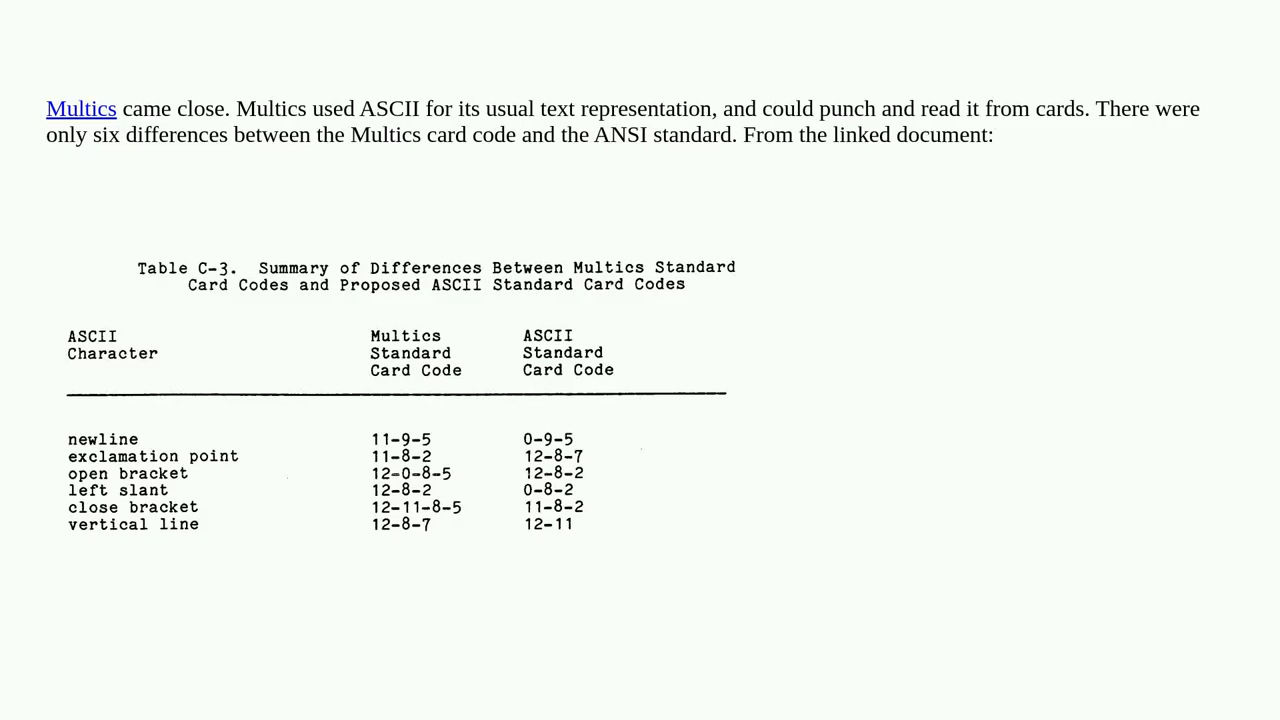 Multics came close. Multics used ASCII for its usual text representation, and could punch and read it from cards. There were
only six differences between the Multics card code and the ANSI standard. From the linked document:
Table C-3. Summary of Differences Between Multics Standard
Card Codes and Proposed ASCII Standard Card Codes
ASCII Multics ASCII
Character Standard Standard
Card Code Card Code
newline 11-9-5 0-9-5
exclamation point 11-8-2 12-8-7
open bracket 12-0-8-5 12-8-2
left slant 12-8-2 0-8-2
close bracket 12-11-8-5 11-8-2
vertical line 12-8-7 12-11